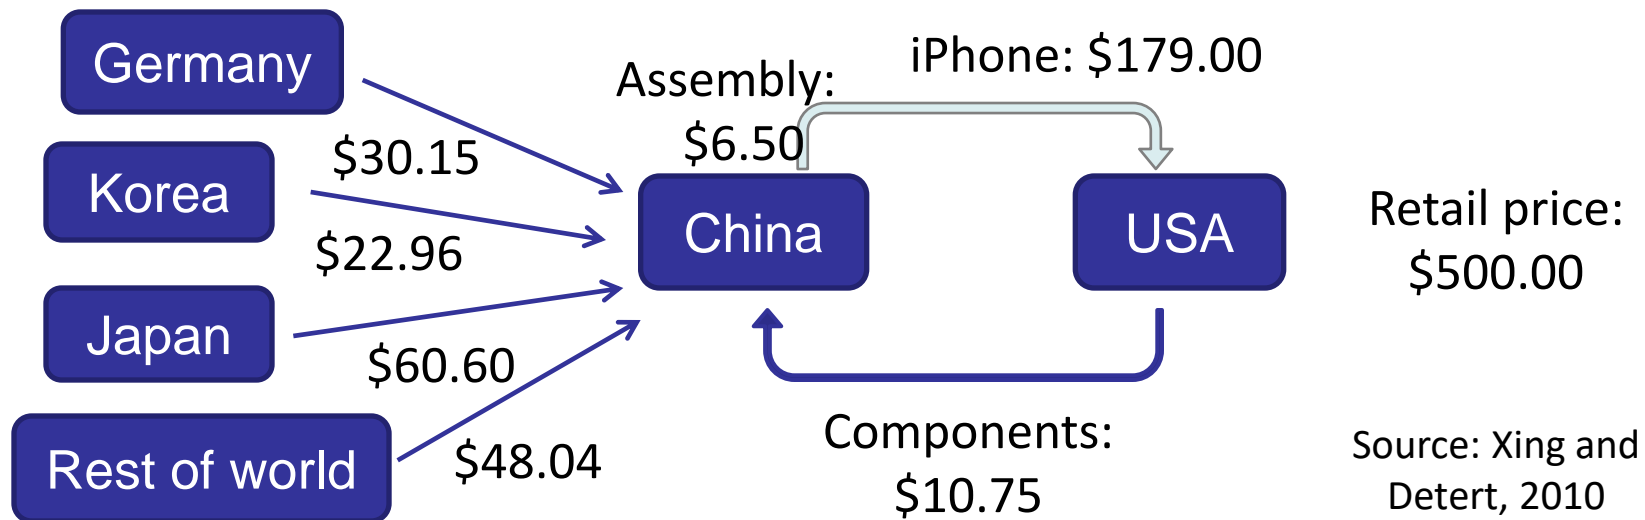 Germany
Korea
Japan
Rest of world
$30.15
$22.96
$60.60
$48.04
Assembly:
$6.50
China
iPhone: $179.00
USA
Components:
$10.75
Retail price:
$500.00
Source: Xing and
Detert, 2010